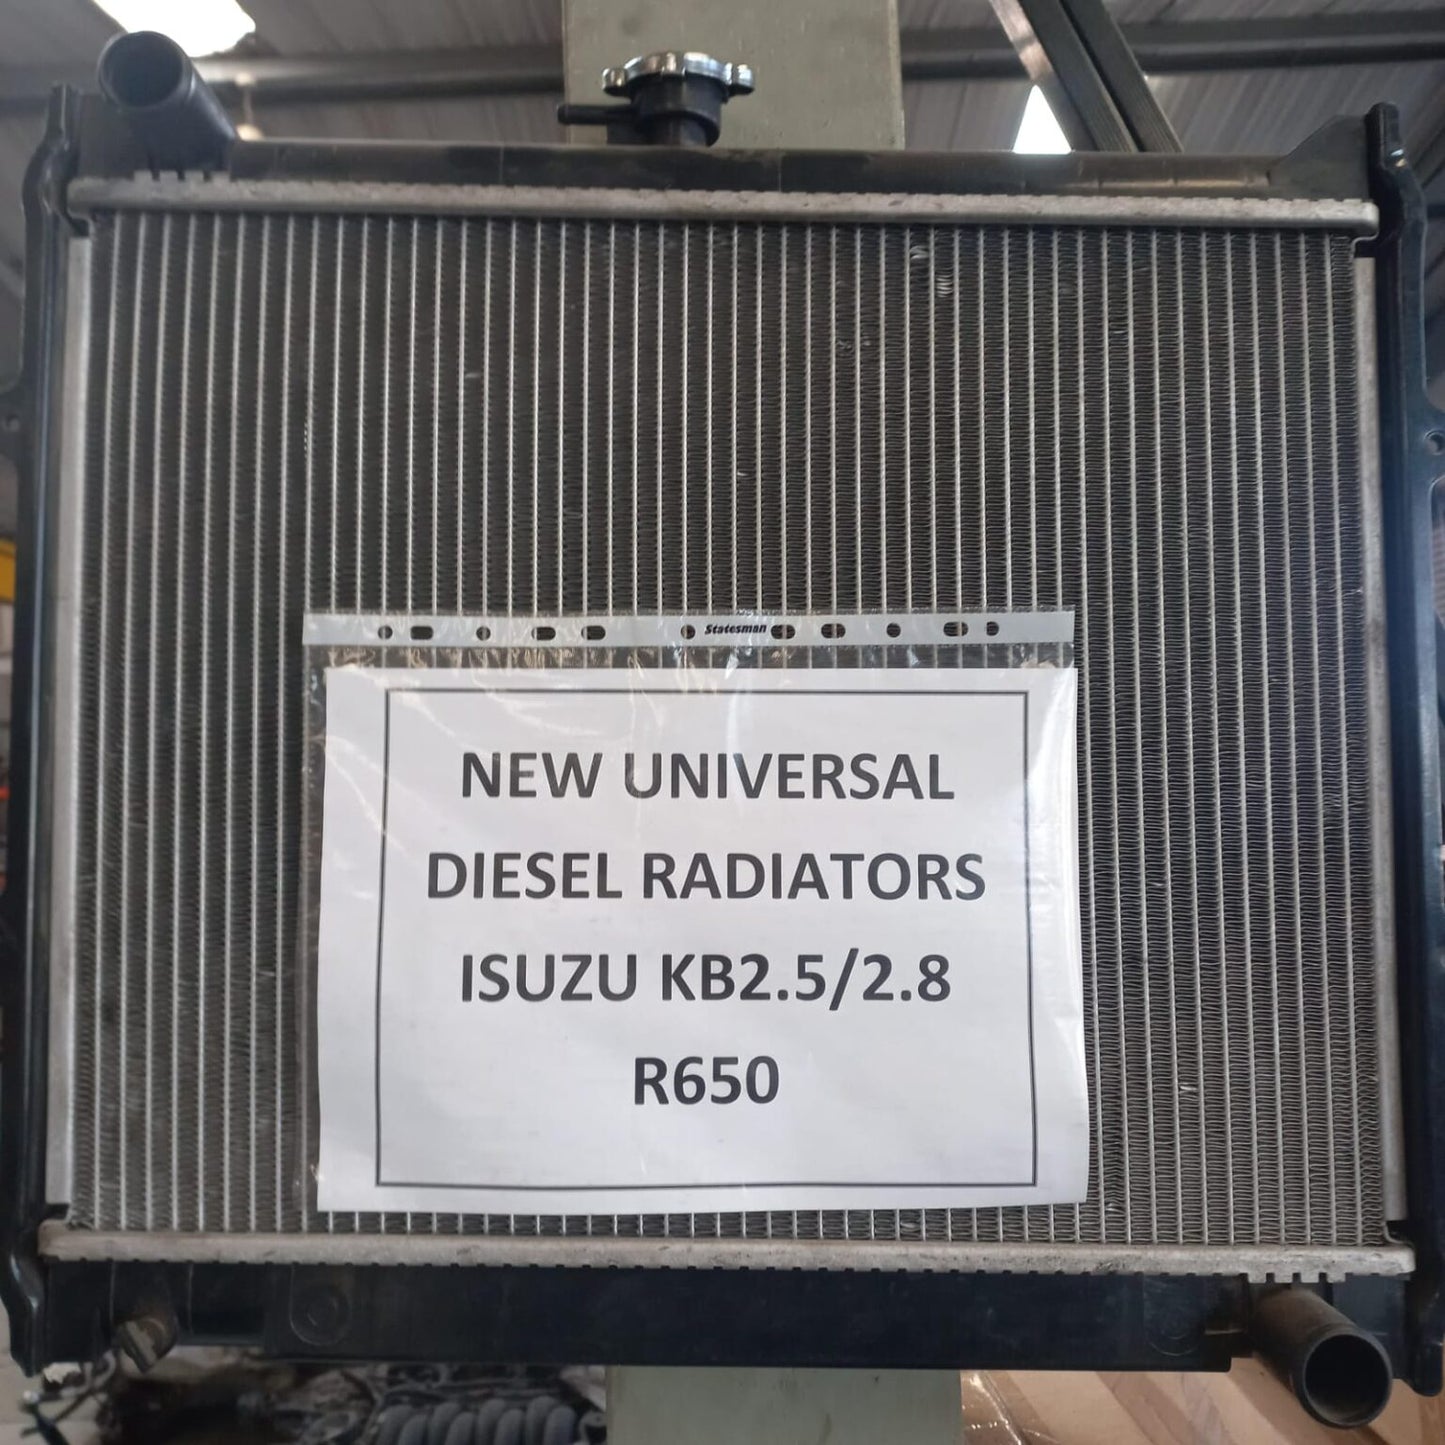 Statesman
NEW UNIVERSAL
DIESEL RADIATORS
ISUZU KB2.5/2.8
R650